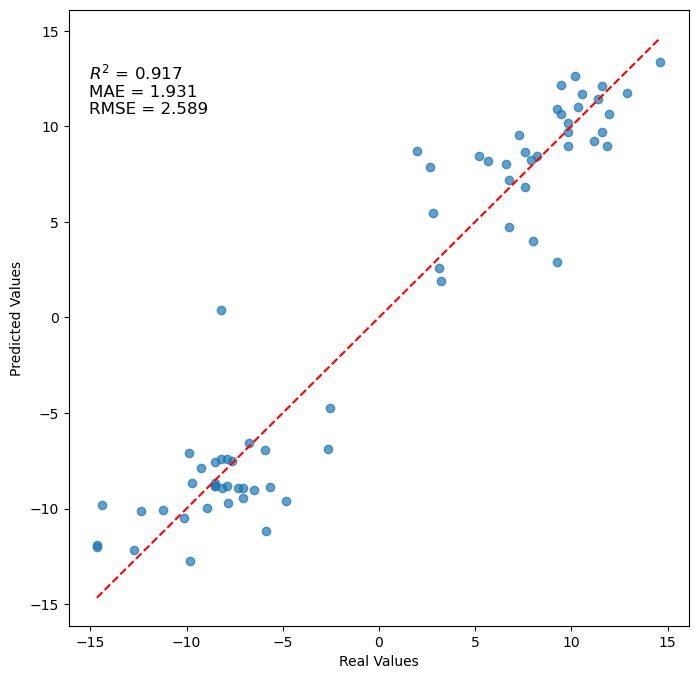 R² = 0.917
MAE = 1.931
RMSE = 2.589
Predicted Values
15
10
5
0
−5
−10
−15
−15 −10 −5 0 5 10 15
Real Values